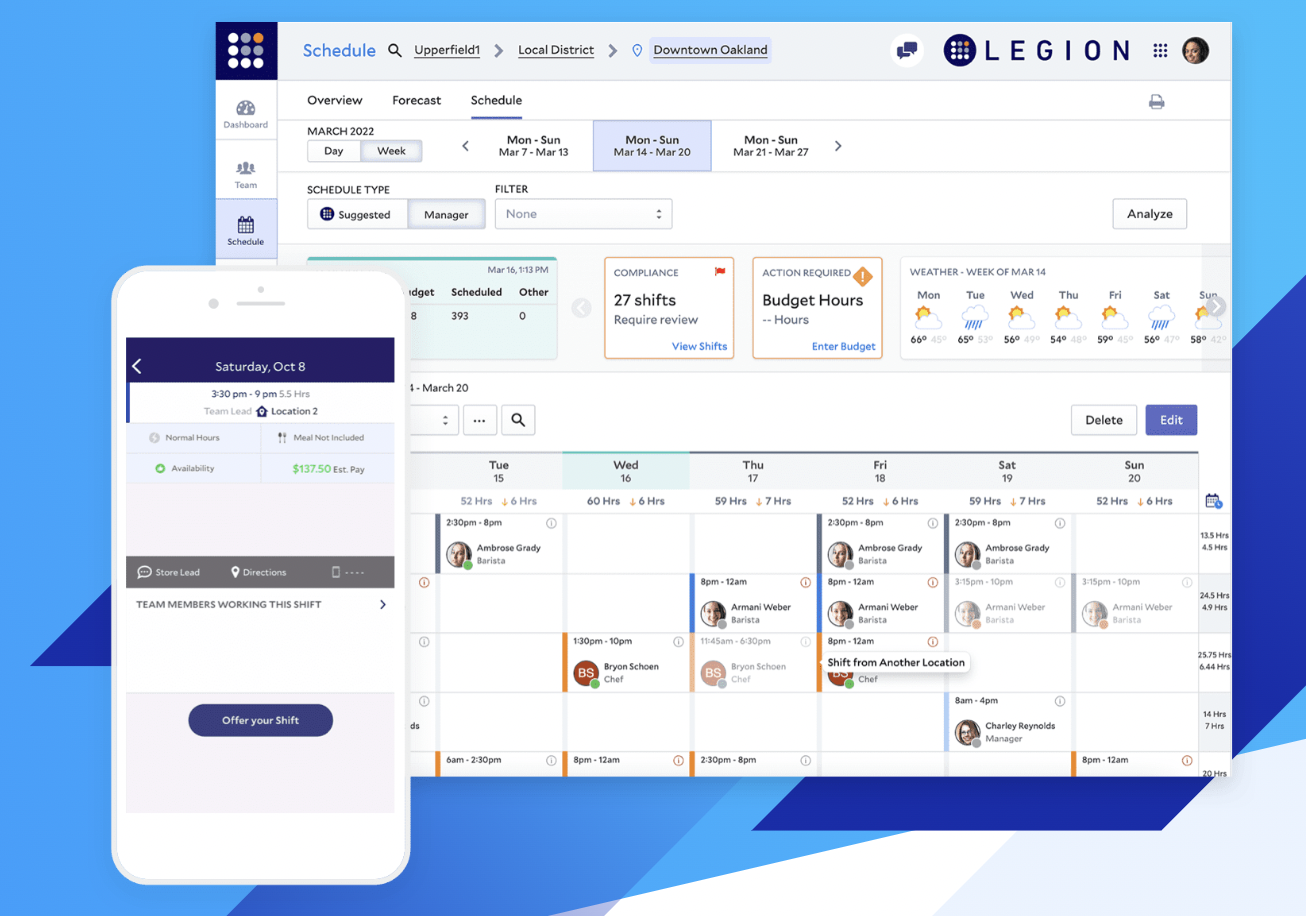 Schedule
Upperfield1
Local District
Downtown Oakland
LEGION
Dashboard
Team
Schedule
Overview Forecast Schedule
MARCH 2022
Day Week
Mon - Sun
Mar 7 - Mar 13
Mon - Sun
Mar 14 - Mar 20
Mon - Sun
Mar 21 - Mar 27
SCHEDULE TYPE
Suggested Manager
FILTER
None
Analyze
Mar 16, 1:13 PM
dget Scheduled Other
8 393 0
COMPLIANCE
27 shifts
Require review
View Shifts
ACTION REQUIRED
!
Budget Hours
-- Hours
Enter Budget
WEATHER - WEEK OF MAR 14
Mon Tue Wed Thu Fri Sat Sun
66° 45° 65° 53° 56° 49° 54° 48° 59° 45° 56° 47° 58° 42°
4 - March 20
...
Delete
Edit
Tue
15
Wed
16
Thu
17
Fri
18
Sat
19
Sun
20
52 Hrs ↓ 6 Hrs
60 Hrs ↓ 6 Hrs
59 Hrs ↓ 7 Hrs
52 Hrs ↓ 6 Hrs
59 Hrs ↓ 7 Hrs
52 Hrs ↓ 6 Hrs
2:30pm - 8pm
Ambrose Grady
Barista
2:30pm - 8pm
Ambrose Grady
Barista
2:30pm - 8pm
Ambrose Grady
Barista
13.5 Hrs
4.5 Hrs
8pm - 12am
Armani Weber
Barista
8pm - 12am
Armani Weber
Barista
3:15pm - 10pm
Armani Weber
Barista
3:15pm - 10pm
Armani Weber
Barista
24.5 Hrs
4.9 Hrs
1:30pm - 10pm
BS
Bryon Schoen
Chef
11:45am - 6:30pm
BS
Bryon Schoen
Chef
8pm - 12am
Shift from Another Location
BS
Chef
25.75 Hrs
6.44 Hrs
ds
8am - 4pm
Charley Reynolds
Manager
14 Hrs
7 Hrs
6am - 2:30pm
8pm - 12am
2:30pm - 8pm
8pm - 12am
20 Hrs
Saturday, Oct 8
3:30 pm - 9 pm 5.5 Hrs
Team Lead Location 2
Normal Hours
Meal Not Included
Availability
$137.50 Est. Pay
Store Lead
Directions
----
TEAM MEMBERS WORKING THIS SHIFT
Offer your Shift